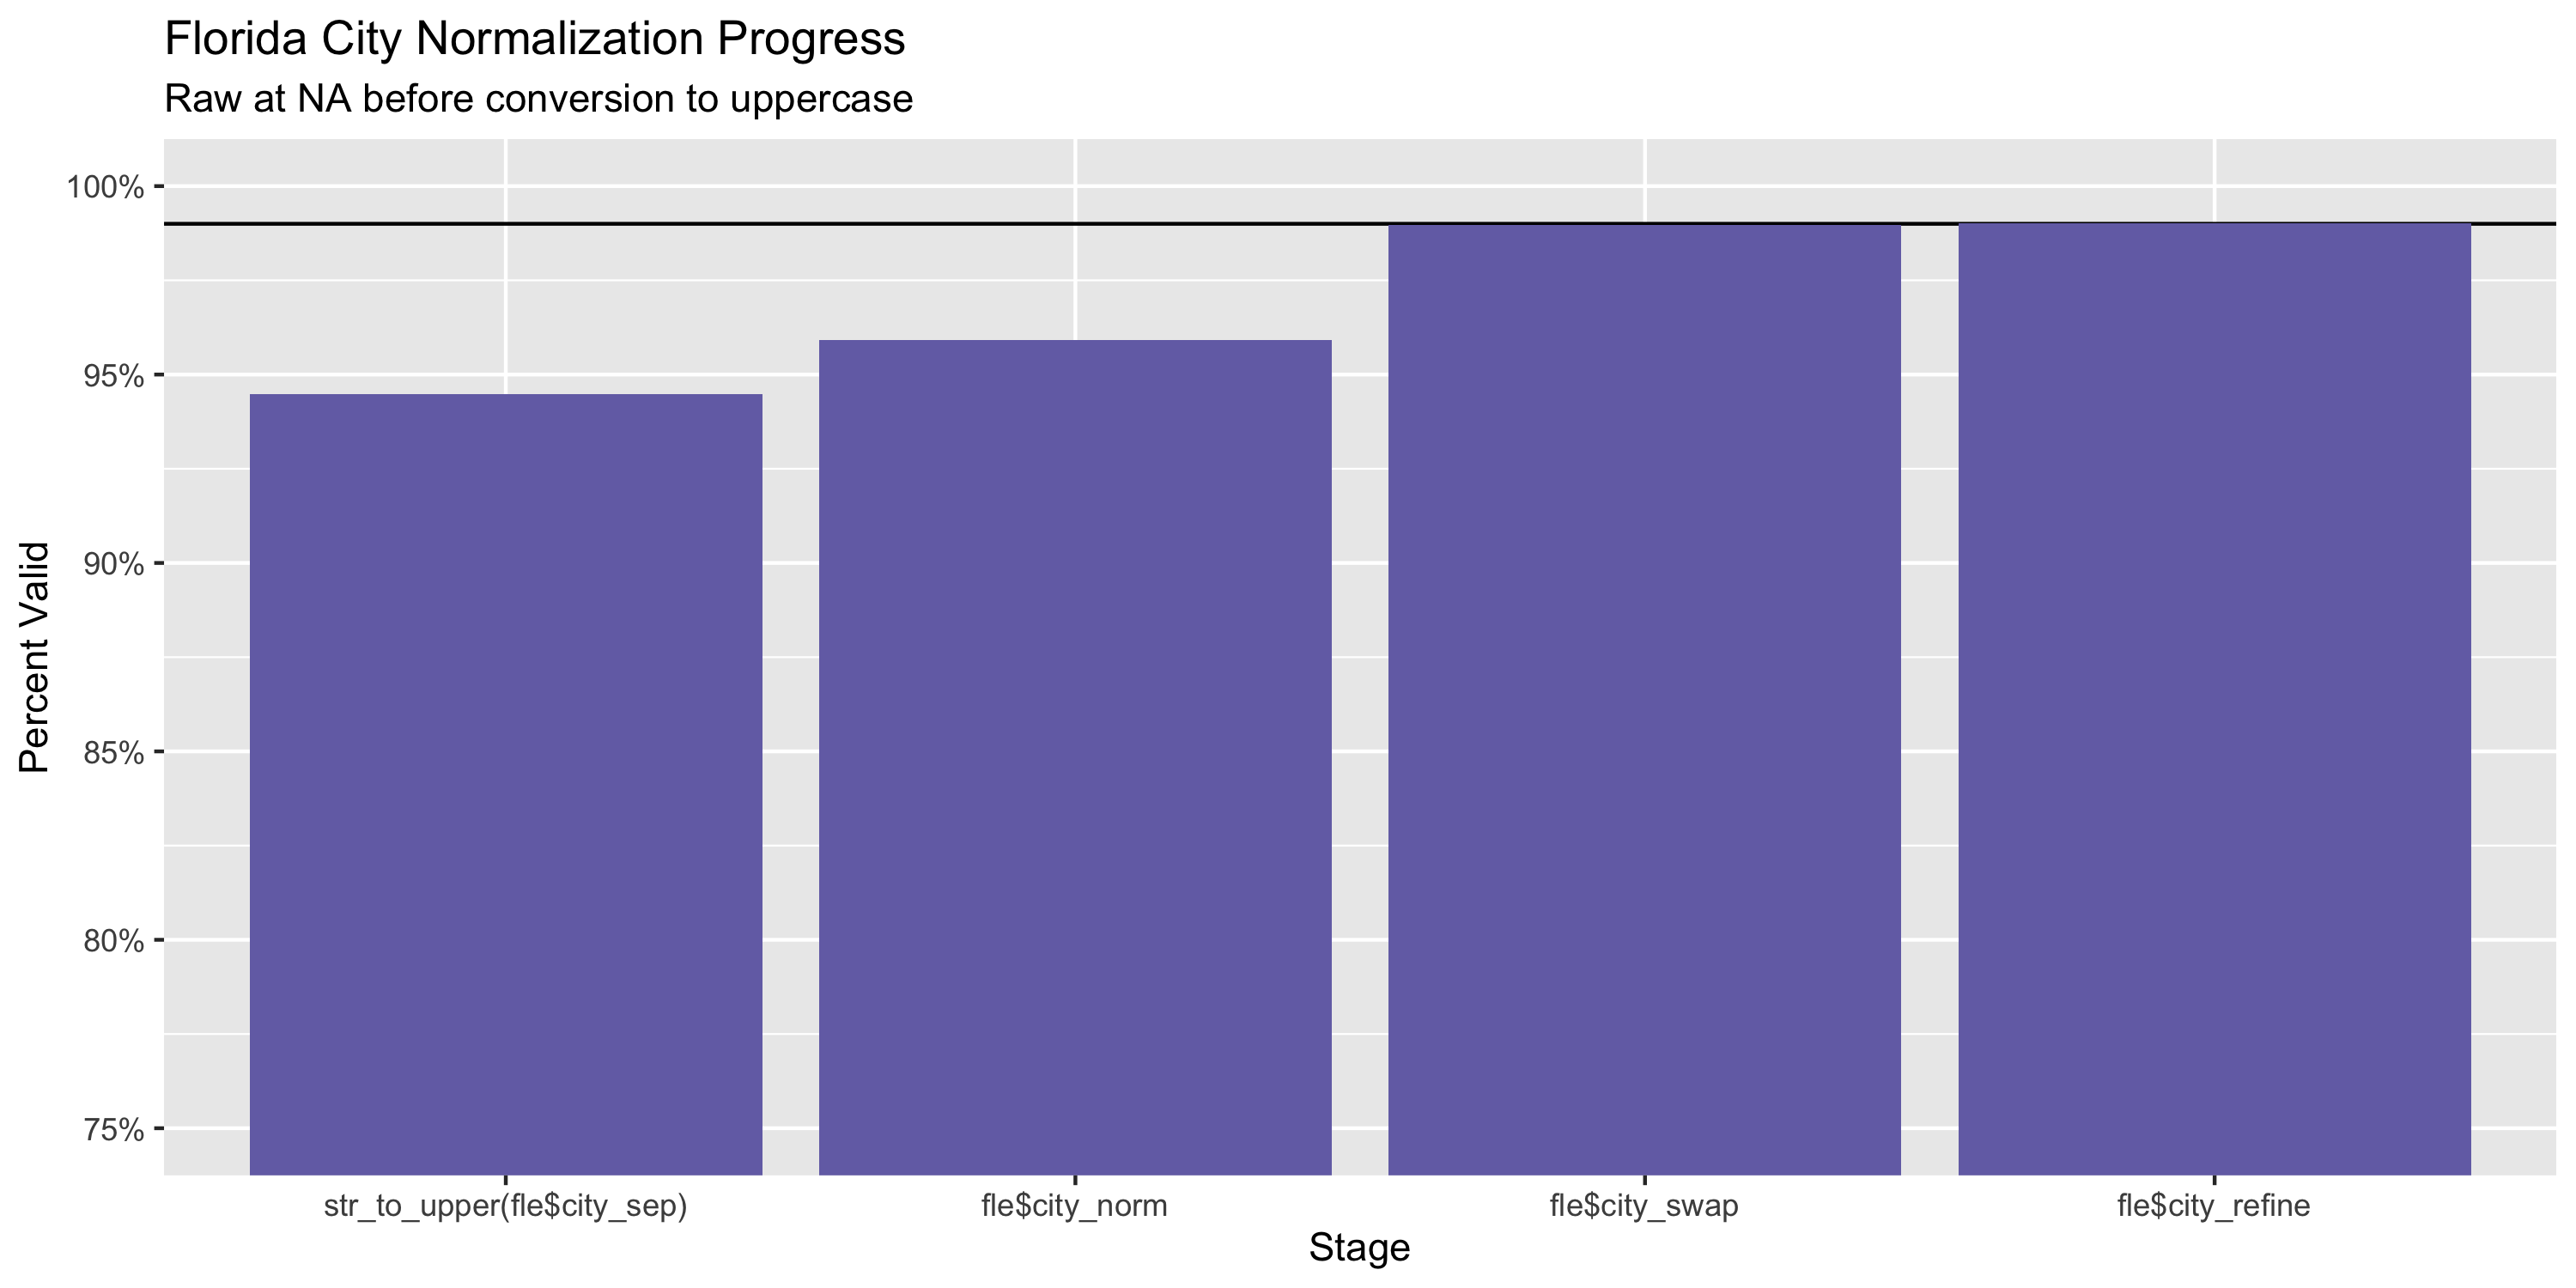 Florida City Normalization Progress
Raw at NA before conversion to uppercase
Percent Valid
100%
95%
90%
85%
80%
75%
str_to_upper(fle$city_sep)
fle$city_norm
fle$city_swap
fle$city_refine
Stage